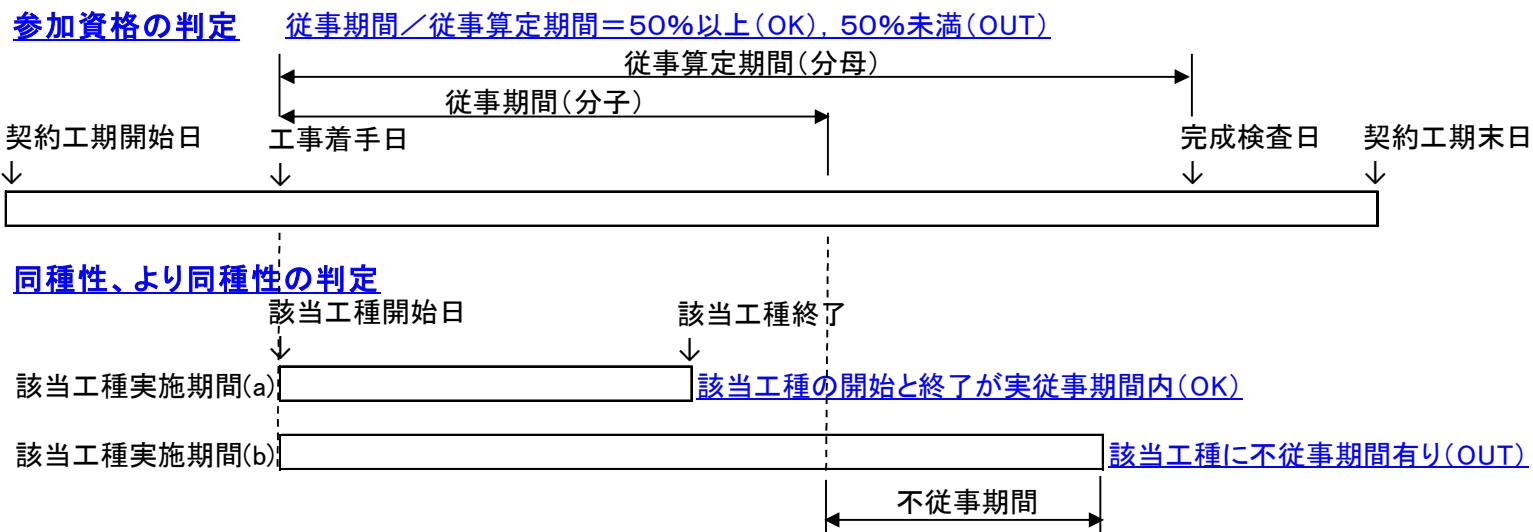 参加資格の判定 従事期間／従事算定期間＝50%以上(OK), 50%未満(OUT)
従事算定期間(分母)
従事期間(分子)
契約工期開始日 工事着手日 完成検査日 契約工期末日
↓ ↓ ↓ ↓
同種性、より同種性の判定
該当工種開始日 該当工種終了
↓ ↓
該当工種実施期間(a) 該当工種の開始と終了が実従事期間内(OK)
該当工種実施期間(b) 該当工種に不従事期間有り(OUT)
不従事期間